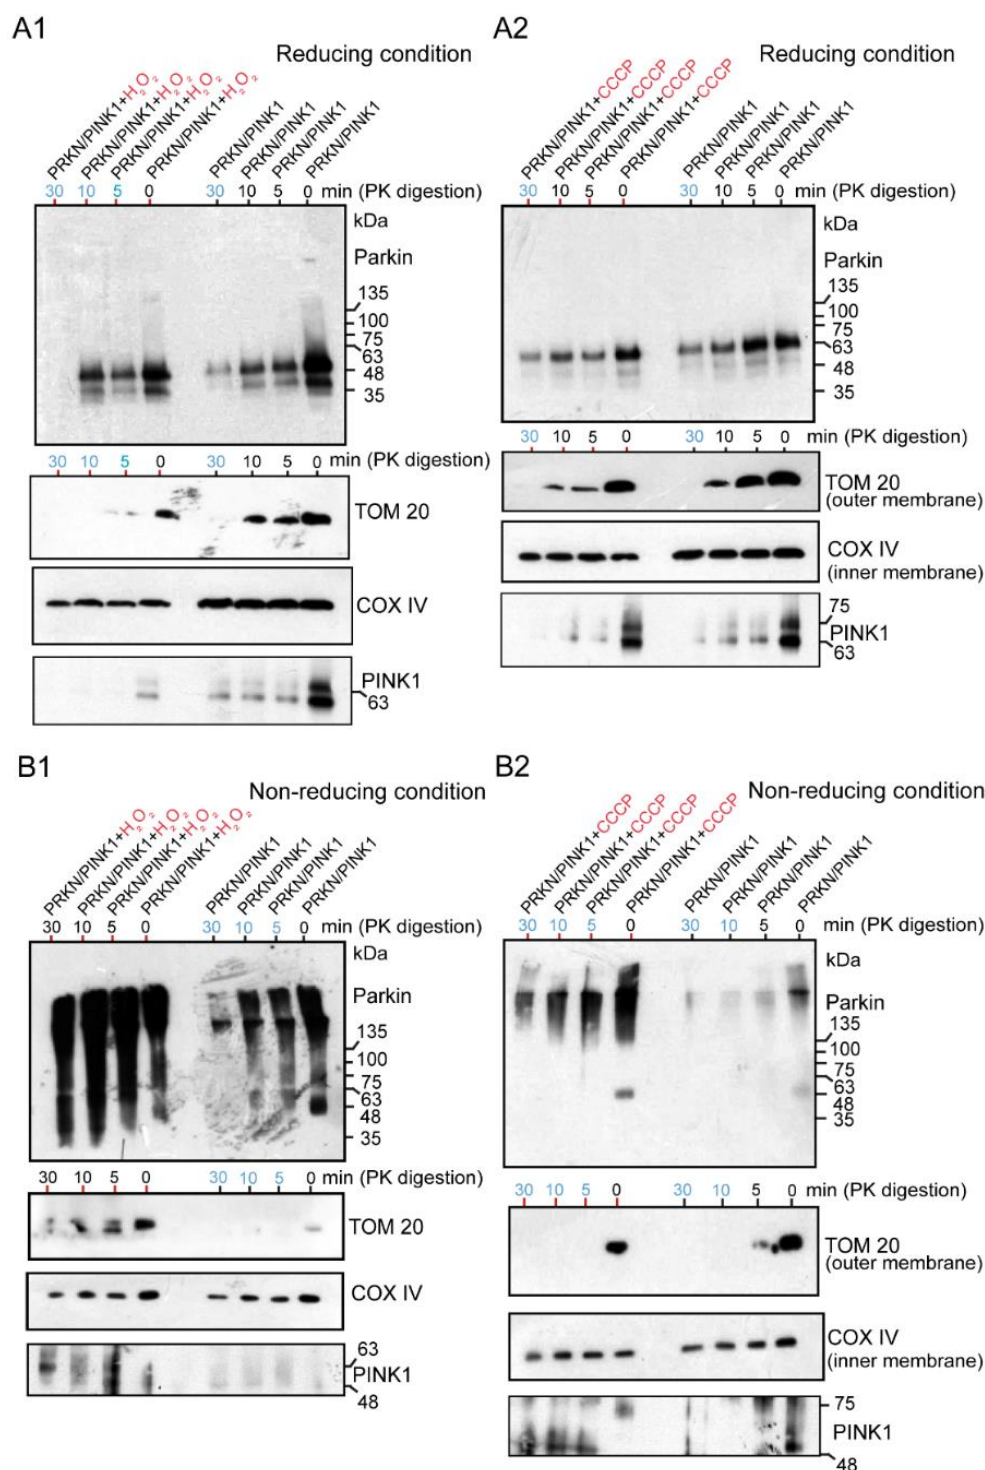 A1
Reducing condition
PRKN/PINK1+H₂O₂
PRKN/PINK1+H₂O₂
PRKN/PINK1+H₂O₂
PRKN/PINK1+H₂O₂
PRKN/PINK1
PRKN/PINK1
PRKN/PINK1
PRKN/PINK1
30 10 5 0 30 10 5 0 min (PK digestion)
kDa
Parkin
135
100
75
63
48
35
30 10 5 0 30 10 5 0 min (PK digestion)
TOM 20
COX IV
PINK1
63
A2
Reducing condition
PRKN/PINK1+CCCP
PRKN/PINK1+CCCP
PRKN/PINK1+CCCP
PRKN/PINK1+CCCP
PRKN/PINK1
PRKN/PINK1
PRKN/PINK1
PRKN/PINK1
30 10 5 0 30 10 5 0 min (PK digestion)
kDa
Parkin
135
100
75
63
48
35
30 10 5 0 30 10 5 0 min (PK digestion)
TOM 20
(outer membrane)
COX IV
(inner membrane)
75
PINK1
63
B1
Non-reducing condition
PRKN/PINK1+H₂O₂
PRKN/PINK1+H₂O₂
PRKN/PINK1+H₂O₂
PRKN/PINK1+H₂O₂
PRKN/PINK1
PRKN/PINK1
PRKN/PINK1
PRKN/PINK1
30 10 5 0 30 10 5 0 min (PK digestion)
kDa
Parkin
135
100
75
63
48
35
30 10 5 0 30 10 5 0 min (PK digestion)
TOM 20
COX IV
63
PINK1
48
B2
Non-reducing condition
PRKN/PINK1+CCCP
PRKN/PINK1+CCCP
PRKN/PINK1+CCCP
PRKN/PINK1+CCCP
PRKN/PINK1
PRKN/PINK1
PRKN/PINK1
PRKN/PINK1
30 10 5 0 30 10 5 0 min (PK digestion)
kDa
Parkin
135
100
75
63
48
35
30 10 5 0 30 10 5 0 min (PK digestion)
TOM 20
(outer membrane)
COX IV
(inner membrane)
75
PINK1
48